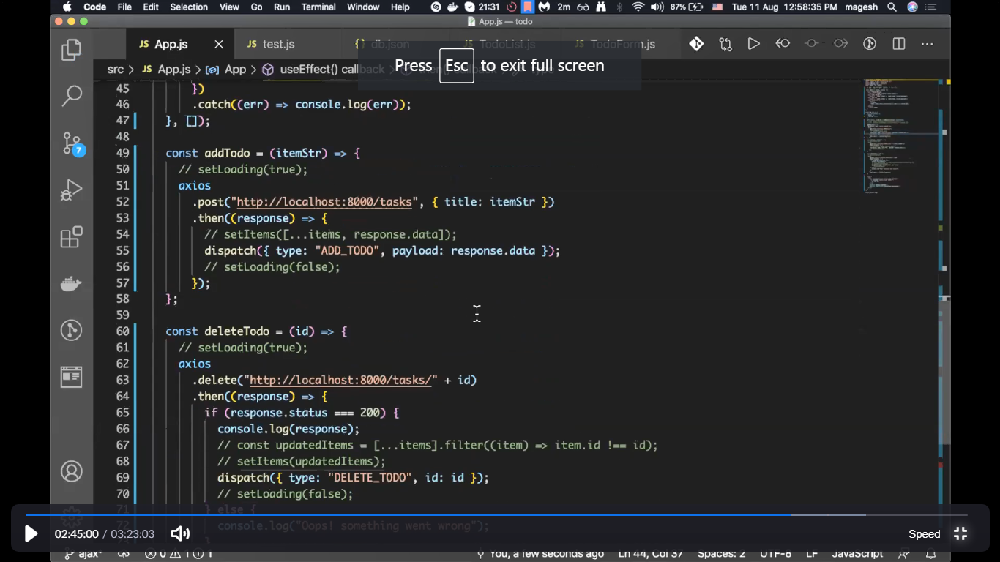 Code File Edit Selection View Go Run Terminal Window Help 21:31 2m 87% Tue 11 Aug 12:58:35 PM magesh
App.js — todo
JS App.js × JS test.js {} db.json JS TodoList.js JS TodoForm.js
src > JS App.js > App > useEffect() callback
Press Esc to exit full screen
45 })
46 .catch((err) => console.log(err));
47 }, []);
48
49 const addTodo = (itemStr) => {
50 // setLoading(true);
51 axios
52 .post("http://localhost:8000/tasks", { title: itemStr })
53 .then((response) => {
54 // setItems([...items, response.data]);
55 dispatch({ type: "ADD_TODO", payload: response.data });
56 // setLoading(false);
57 });
58 };
59
60 const deleteTodo = (id) => {
61 // setLoading(true);
62 axios
63 .delete("http://localhost:8000/tasks/" + id)
64 .then((response) => {
65 if (response.status === 200) {
66 console.log(response);
67 // const updatedItems = [...items].filter((item) => item.id !== id);
68 // setItems(updatedItems);
69 dispatch({ type: "DELETE_TODO", id: id });
70 // setLoading(false);
71 } else {
72 console.log("Oops! something went wrong");
}
7
02:45:00 / 03:23:03 Speed
ajax* 0 1 1 You, a few seconds ago Ln 44, Col 37 Spaces: 2 UTF-8 LF JavaScript